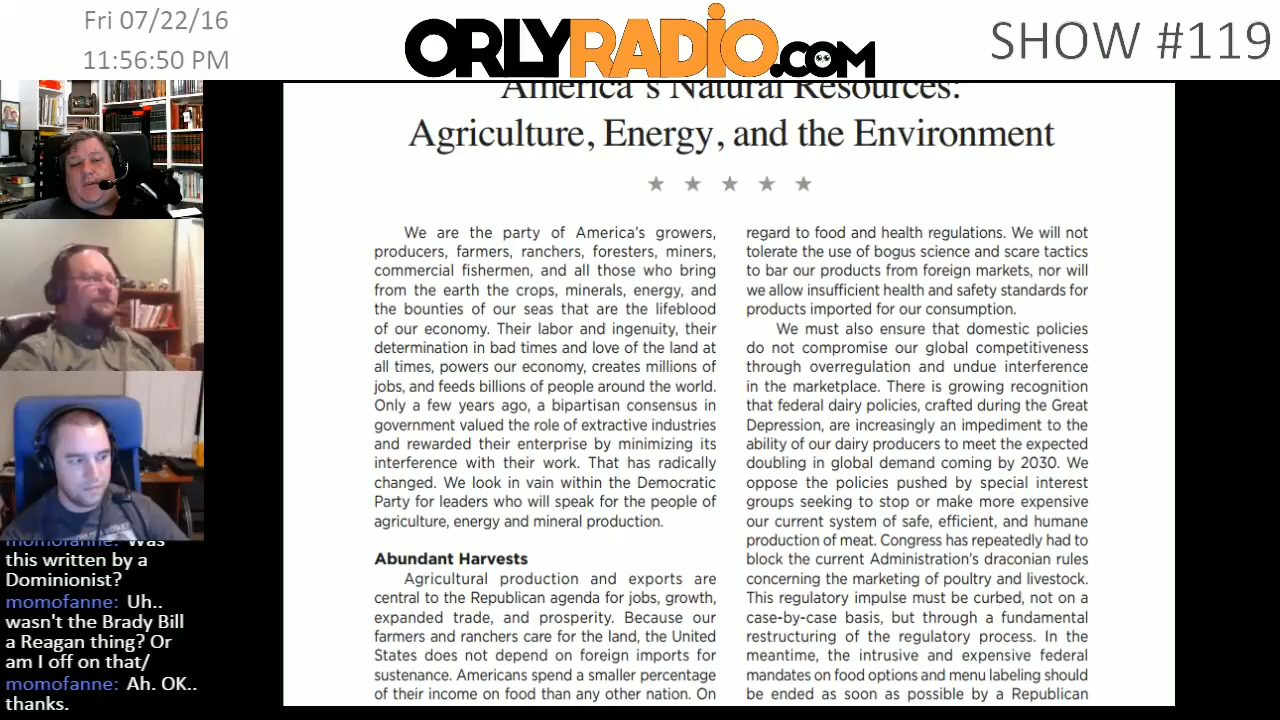 Fri 07/22/16
11:56:50 PM
ORLYRADIO.COM
SHOW #119
America's Natural Resources:
Agriculture, Energy, and the Environment
We are the party of America's growers,
producers, farmers, ranchers, foresters, miners,
commercial fishermen, and all those who bring
from the earth the crops, minerals, energy, and
the bounties of our seas that are the lifeblood
of our economy. Their labor and ingenuity, their
determination in bad times and love of the land at
all times, powers our economy, creates millions of
jobs, and feeds billions of people around the world.
Only a few years ago, a bipartisan consensus in
government valued the role of extractive industries
and rewarded their enterprise by minimizing its
interference with their work. That has radically
changed. We look in vain within the Democratic
Party for leaders who will speak for the people of
agriculture, energy and mineral production.
Abundant Harvests
Agricultural production and exports are
central to the Republican agenda for jobs, growth,
expanded trade, and prosperity. Because our
farmers and ranchers care for the land, the United
States does not depend on foreign imports for
sustenance. Americans spend a smaller percentage
of their income on food than any other nation. On
regard to food and health regulations. We will not
tolerate the use of bogus science and scare tactics
to bar our products from foreign markets, nor will
we allow insufficient health and safety standards for
products imported for our consumption.
We must also ensure that domestic policies
do not compromise our global competitiveness
through overregulation and undue interference
in the marketplace. There is growing recognition
that federal dairy policies, crafted during the Great
Depression, are increasingly an impediment to the
ability of our dairy producers to meet the expected
doubling in global demand coming by 2030. We
oppose the policies pushed by special interest
groups seeking to stop or make more expensive
our current system of safe, efficient, and humane
production of meat. Congress has repeatedly had to
block the current Administration's draconian rules
concerning the marketing of poultry and livestock.
This regulatory impulse must be curbed, not on a
case-by-case basis, but through a fundamental
restructuring of the regulatory process. In the
meantime, the intrusive and expensive federal
mandates on food options and menu labeling should
be ended as soon as possible by a Republican
momofanne: Was
this written by a
Dominionist?
momofanne: Uh..
wasn't the Brady Bill
a Reagan thing? Or
am I off on that/
momofanne: Ah. OK..
thanks.